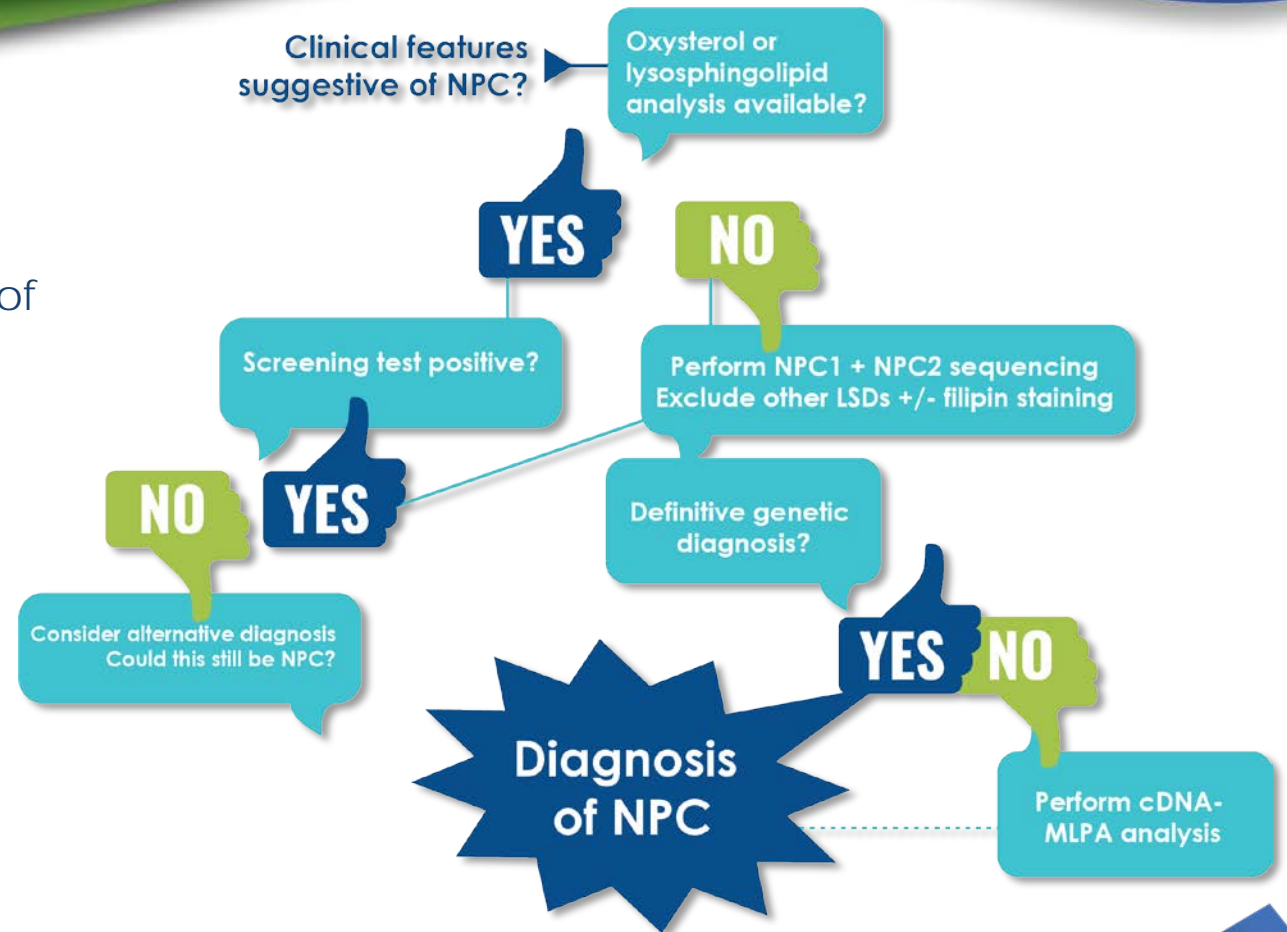 Clinical features
suggestive of NPC?
Oxysterol or
lysosphingolipid
analysis available?
YES
NO
of
Screening test positive?
Perform NPC1 + NPC2 sequencing
Exclude other LSDs +/- filipin staining
NO
YES
Definitive genetic
diagnosis?
Consider alternative diagnosis
Could this still be NPC?
YES
NO
Diagnosis
of NPC
Perform cDNA-
MLPA analysis